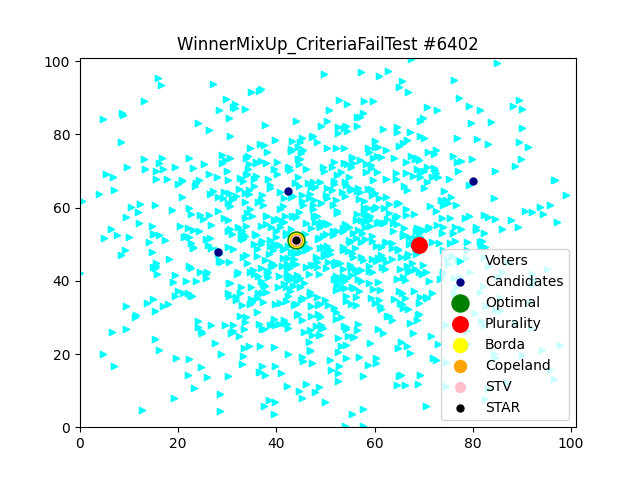 WinnerMixUp_CriteriaFailTest #6402
100
80
60
40
20
0
0 20 40 60 80 100
Voters
Candidates
Optimal
Plurality
Borda
Copeland
STV
STAR